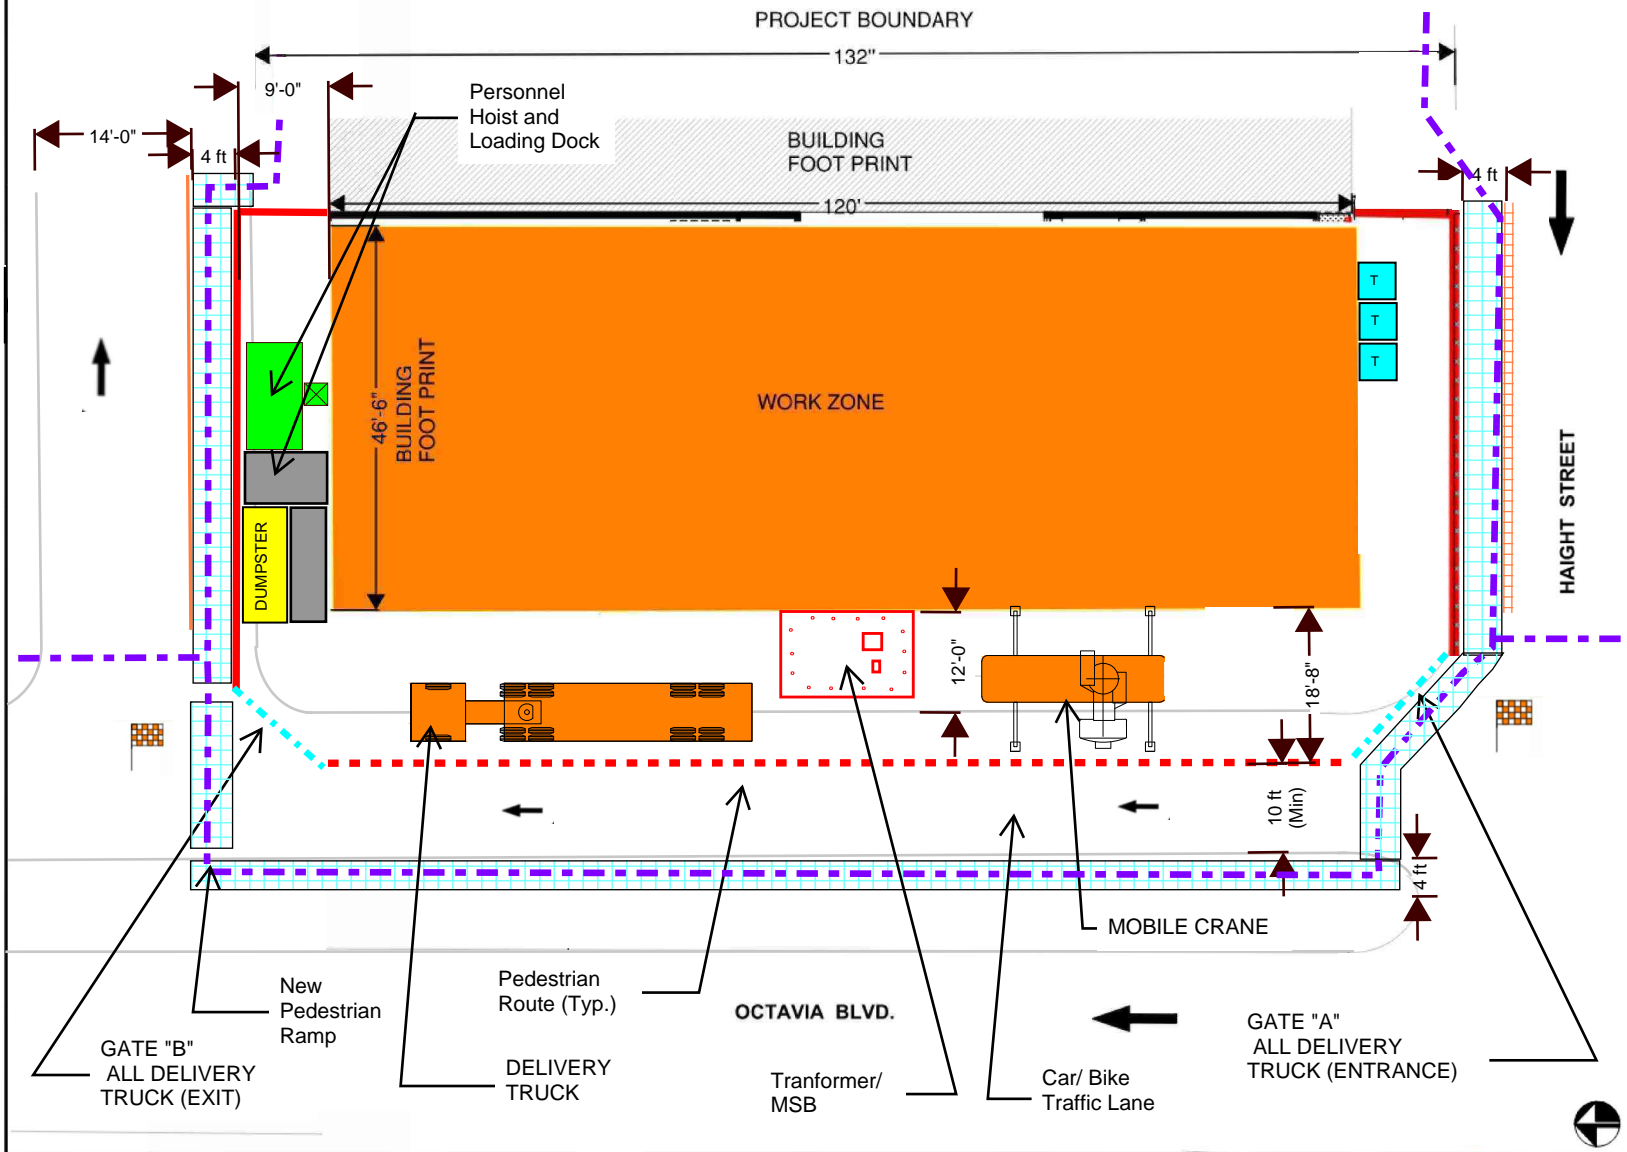 PROJECT BOUNDARY
132"
9'-0"
Personnel
Hoist and
Loading Dock
14'-0"
4 ft
BUILDING
FOOT PRINT
4 ft
120'
T
T
T
46'-6"
BUILDING
FOOT PRINT
WORK ZONE
HAIGHT STREET
DUMPSTER
12'-0"
18'-8"
10 ft
(Min)
4 ft
MOBILE CRANE
New
Pedestrian
Ramp
Pedestrian
Route (Typ.)
OCTAVIA BLVD.
GATE "A"
ALL DELIVERY
TRUCK (ENTRANCE)
GATE "B"
ALL DELIVERY
TRUCK (EXIT)
DELIVERY
TRUCK
Tranformer/
MSB
Car/ Bike
Traffic Lane